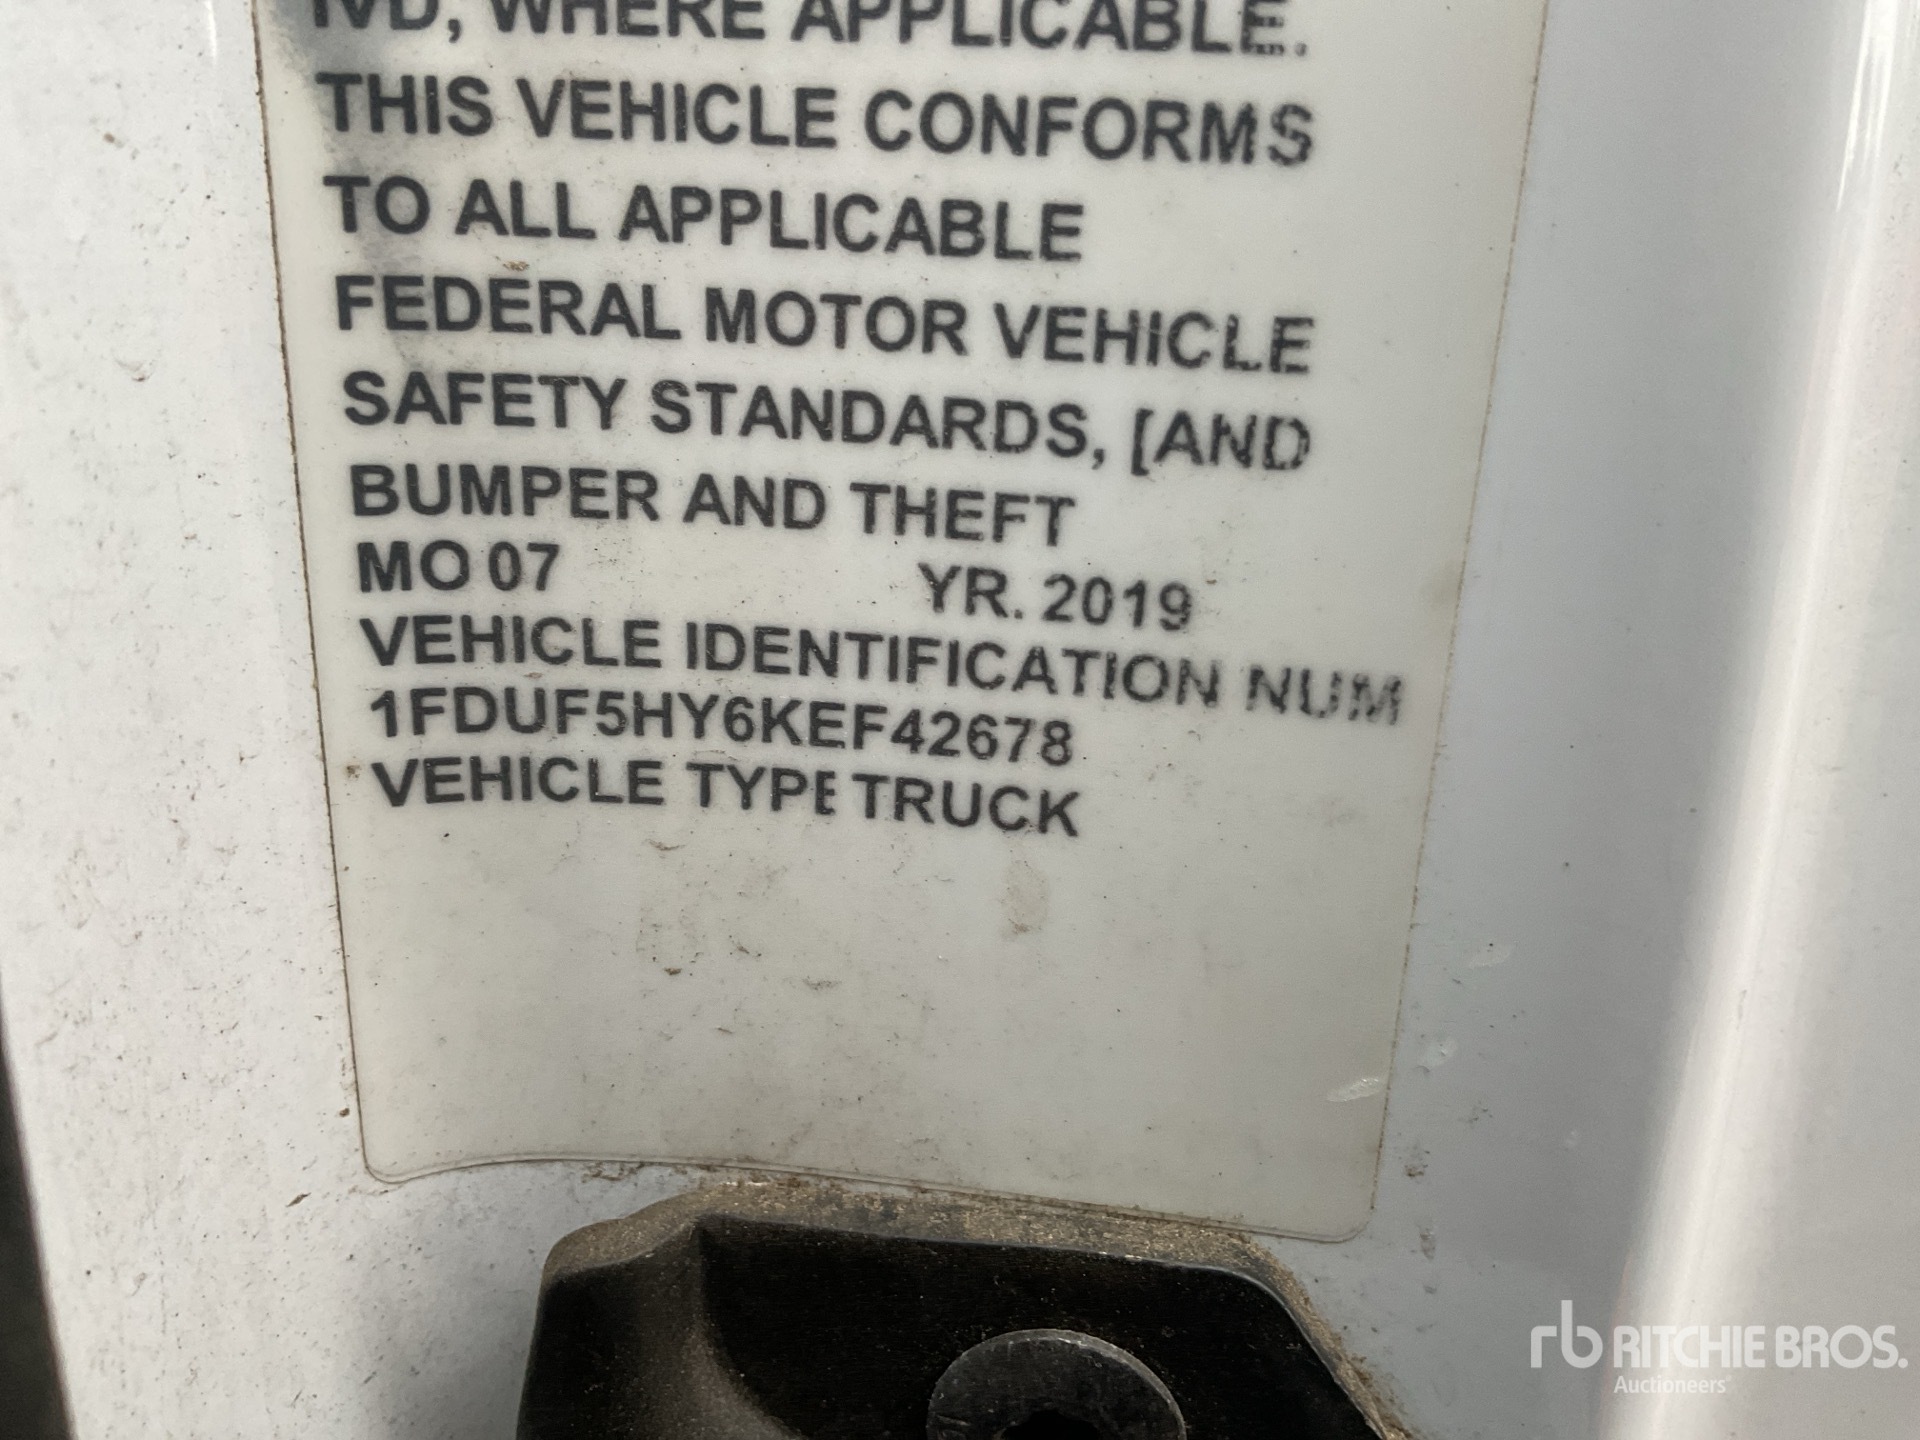 IVD, WHERE APPLICABLE.
THIS VEHICLE CONFORMS
TO ALL APPLICABLE
FEDERAL MOTOR VEHICLE
SAFETY STANDARDS, [AND
BUMPER AND THEFT
MO 07 YR. 2019
VEHICLE IDENTIFICATION NUM
1FDUF5HY6KEF42678
VEHICLE TYPE TRUCK
rb RITCHIE BROS.
Auctioneers